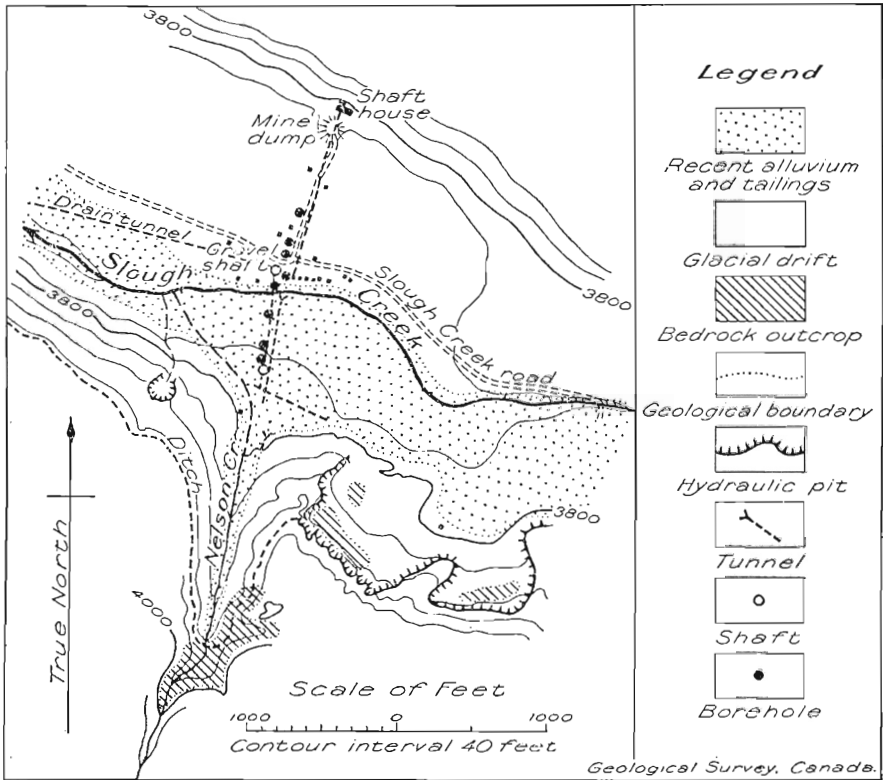 3800
Shaft
house
Mine
dump
Drain tunnel
Gravel
shaft
Slough
Creek
Slough Creek road
3800
3800
Ditch
Nelson Cr.
3800
4000
True North
Scale of Feet
1000 0 1000
Contour interval 40 feet
Legend
Recent alluvium
and tailings
Glacial drift
Bedrock outcrop
Geological boundary
Hydraulic pit
Tunnel
Shaft
Borehole
Geological Survey, Canada.